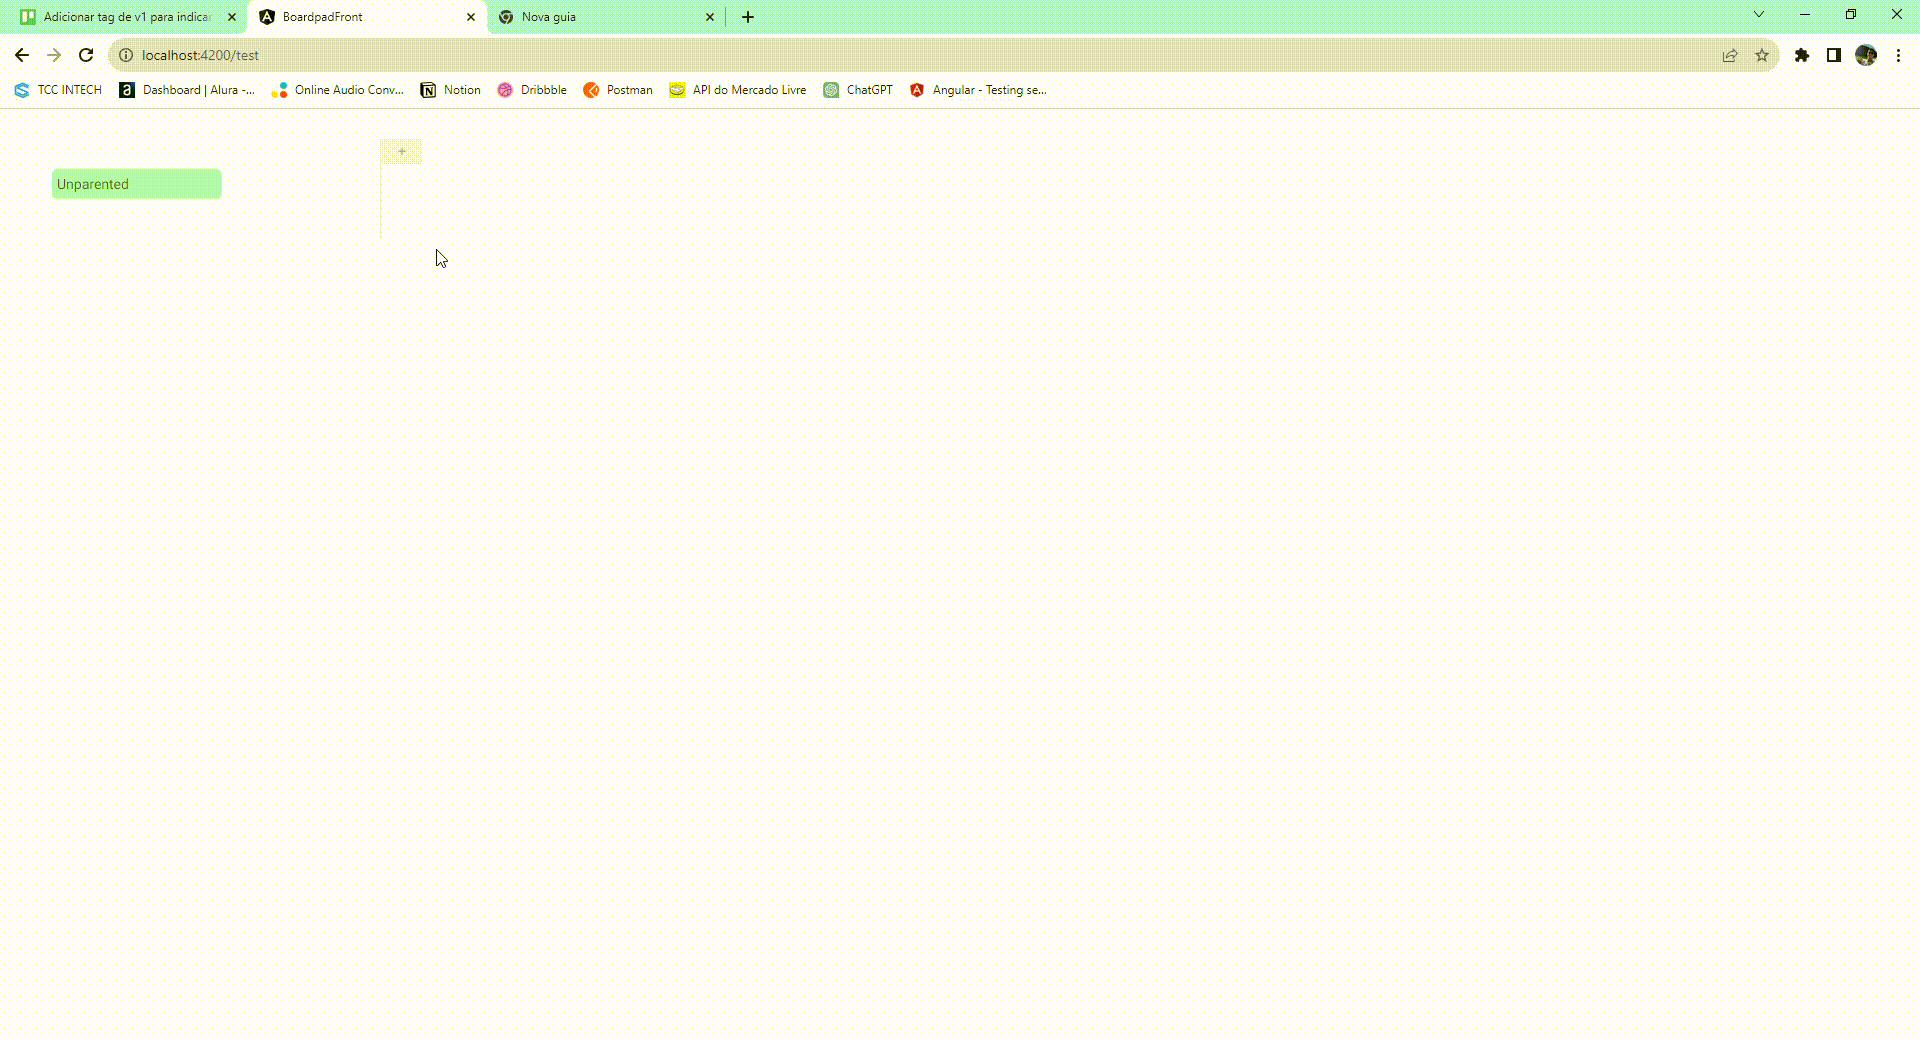 Adicionar tag de v1 para indica
BoardpadFront
Nova guia
localhost:4200/test
TCC INTECH
Dashboard | Alura -...
Online Audio Conv...
Notion
Dribbble
Postman
API do Mercado Livre
ChatGPT
Angular - Testing se...
+
Unparented